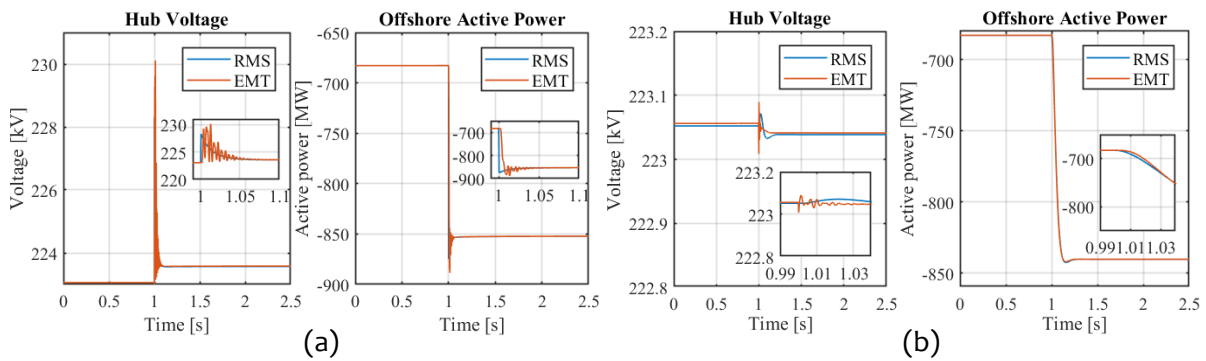 Hub Voltage
230
228
226
224
Voltage [kV]
RMS
EMT
230
225
220
1 1.05 1.1
0 0.5 1 1.5 2 2.5
Time [s]
Offshore Active Power
-650
-700
-750
-800
-850
-900
Active power [MW]
RMS
EMT
-700
-800
-900
1 1.05 1.1
0 0.5 1 1.5 2 2.5
Time [s]
(a)
Hub Voltage
223.2
223.1
223
222.9
222.8
Voltage [kV]
RMS
EMT
223.2
223
222.8
0.99 1.01 1.03
0 0.5 1 1.5 2 2.5
Time [s]
Offshore Active Power
-700
-750
-800
-850
Active power [MW]
RMS
EMT
-700
-800
0.99 1.01 1.03
0 0.5 1 1.5 2 2.5
Time [s]
(b)